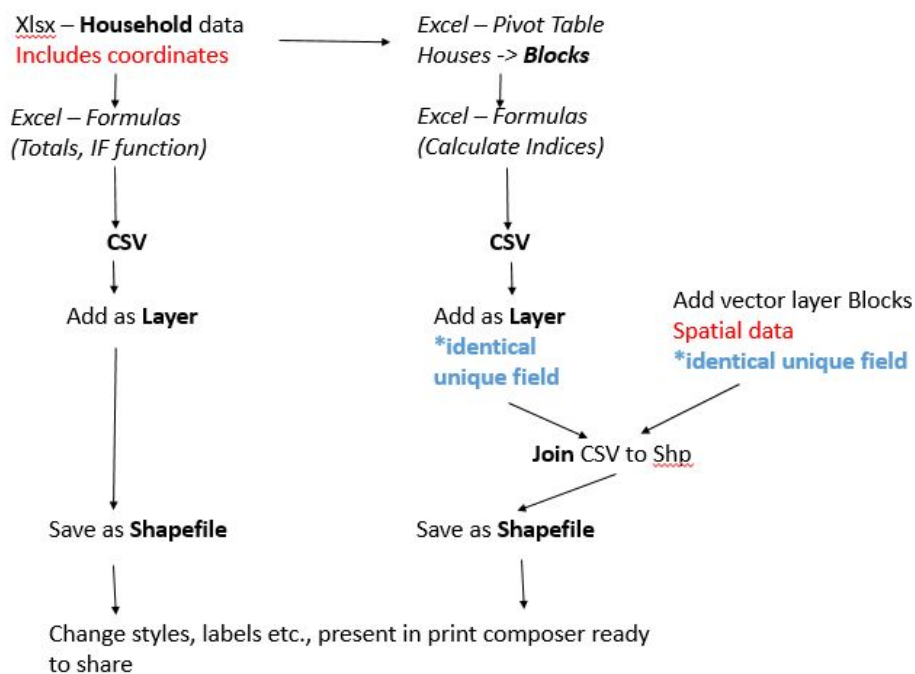 Xlsx – Household data
Includes coordinates
Excel – Pivot Table
Houses -> Blocks
Excel – Formulas
(Totals, IF function)
Excel – Formulas
(Calculate Indices)
CSV
CSV
Add as Layer
Add as Layer
*identical
unique field
Add vector layer Blocks
Spatial data
*identical unique field
Join CSV to Shp
Save as Shapefile
Save as Shapefile
Change styles, labels etc., present in print composer ready
to share